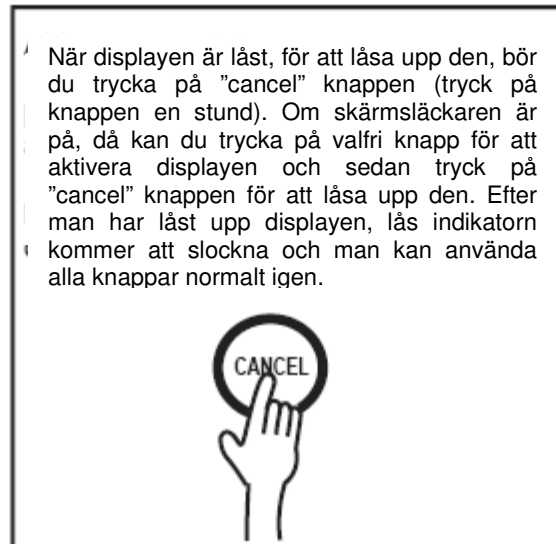 När displayen är låst, för att låsa upp den, bör
du trycka på ”cancel” knappen (tryck på
knappen en stund). Om skärmsläckaren är
på, då kan du trycka på valfri knapp för att
aktivera displayen och sedan tryck på
”cancel” knappen för att låsa upp den. Efter
man har låst upp displayen, lås indikatorn
kommer att slockna och man kan använda
alla knappar normalt igen.
CANCEL